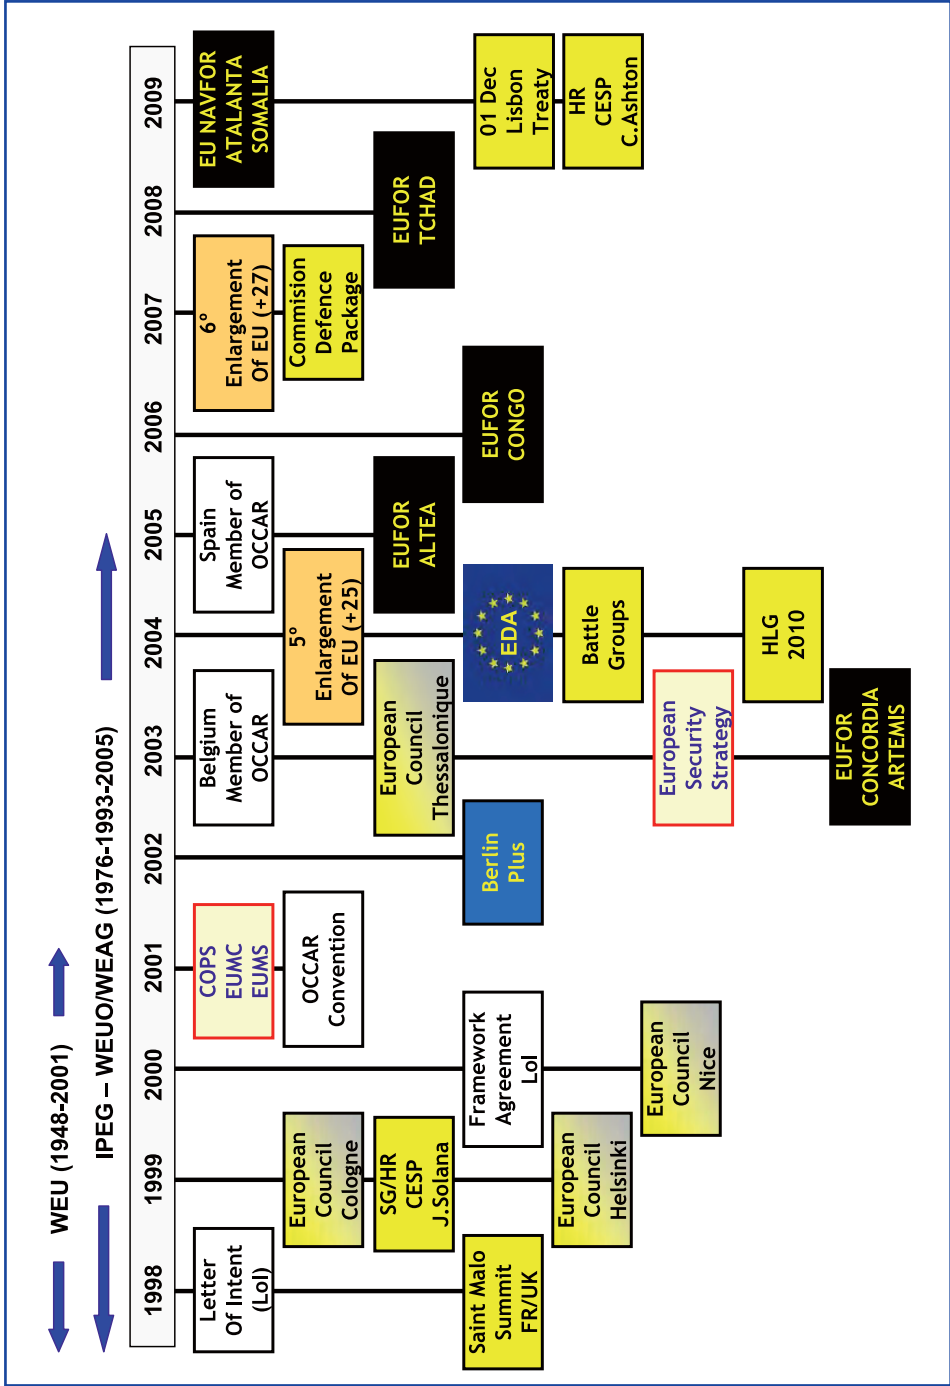 WEU (1948-2001)
IPEG – WEUO/WEAG (1976-1993-2005)
1998
1999
2000
2001
2002
2003
2004
2005
2006
2007
2008
2009
Letter
Of Intent
(LoI)
Saint Malo
Summit
FR/UK
European
Council
Cologne
SG/HR
CESP
J.Solana
European
Council
Helsinki
Framework
Agreement
LoI
European
Council
Nice
COPS
EUMC
EUMS
OCCAR
Convention
Berlin
Plus
Belgium
Member of
OCCAR
European
Council
Thessalonique
European
Security
Strategy
EUFOR
CONCORDIA
ARTEMIS
5º
Enlargement
Of EU (+25)
EDA
Battle
Groups
HLG
2010
Spain
Member of
OCCAR
EUFOR
ALTEA
EUFOR
CONGO
6º
Enlargement
Of EU (+27)
Commision
Defence
Package
EUFOR
TCHAD
EU NAVFOR
ATALANTA
SOMALIA
01 Dec
Lisbon
Treaty
HR
CESP
C.Ashton